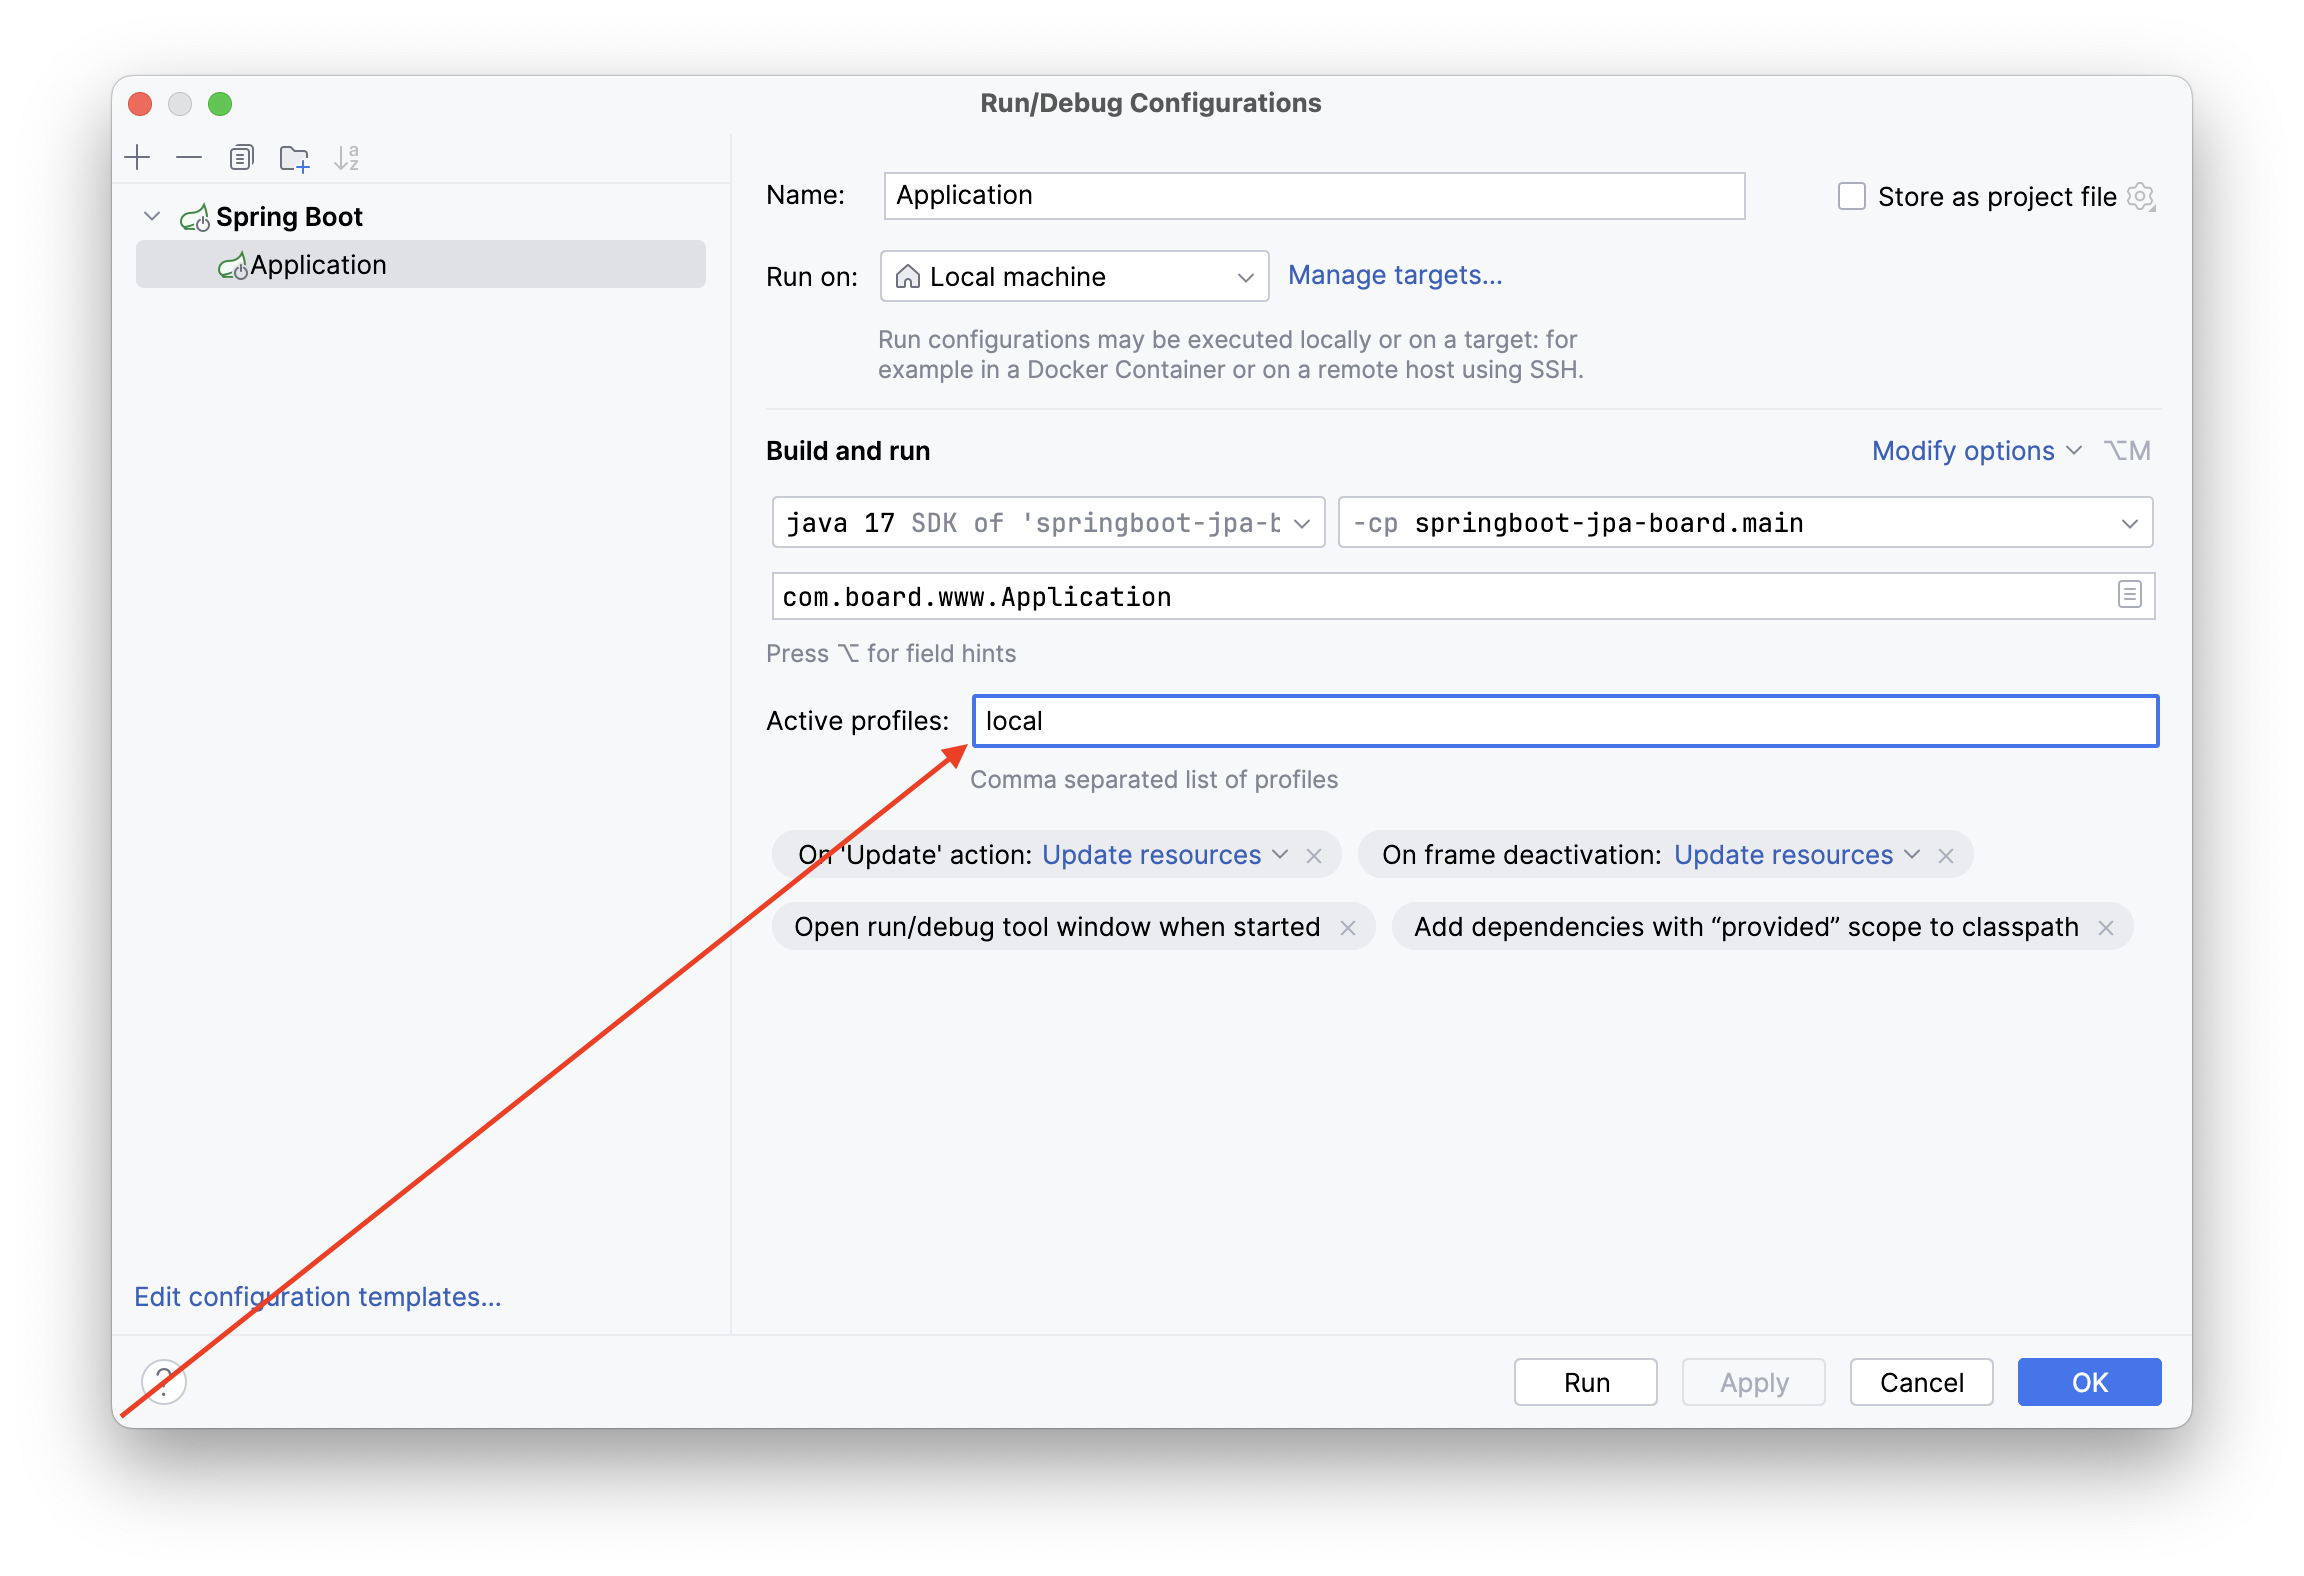 Run/Debug Configurations
Spring Boot
Application
Edit configuration templates...
?
Name: Application Store as project file
Run on: Local machine Manage targets...
Run configurations may be executed locally or on a target: for
example in a Docker Container or on a remote host using SSH.
Build and run Modify options ⌥M
java 17 SDK of 'springboot-jpa-b -cp springboot-jpa-board.main
com.board.www.Application
Press ⌥ for field hints
Active profiles: local
Comma separated list of profiles
On 'Update' action: Update resources On frame deactivation: Update resources
Open run/debug tool window when started Add dependencies with “provided” scope to classpath
Run Apply Cancel OK